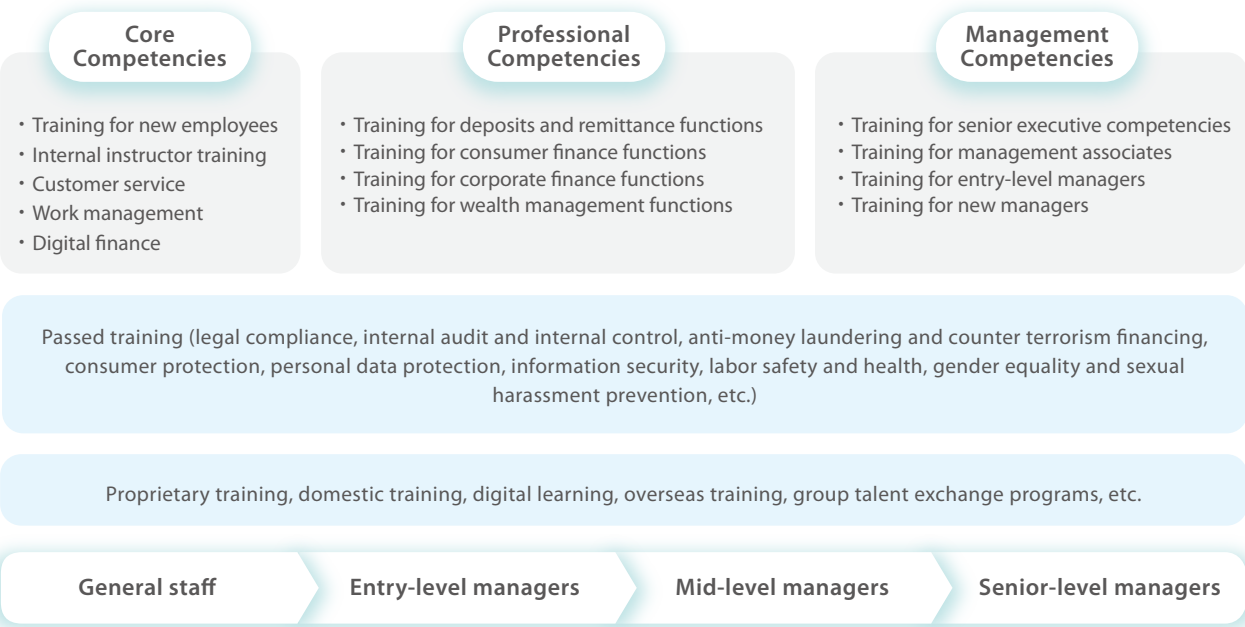 Core
Competencies
・Training for new employees
・Internal instructor training
・Customer service
・Work management
・Digital finance
Professional
Competencies
・Training for deposits and remittance functions
・Training for consumer finance functions
・Training for corporate finance functions
・Training for wealth management functions
Management
Competencies
・Training for senior executive competencies
・Training for management associates
・Training for entry-level managers
・Training for new managers
Passed training (legal compliance, internal audit and internal control, anti-money laundering and counter terrorism financing,
consumer protection, personal data protection, information security, labor safety and health, gender equality and sexual
harassment prevention, etc.)
Proprietary training, domestic training, digital learning, overseas training, group talent exchange programs, etc.
General staff
Entry-level managers
Mid-level managers
Senior-level managers